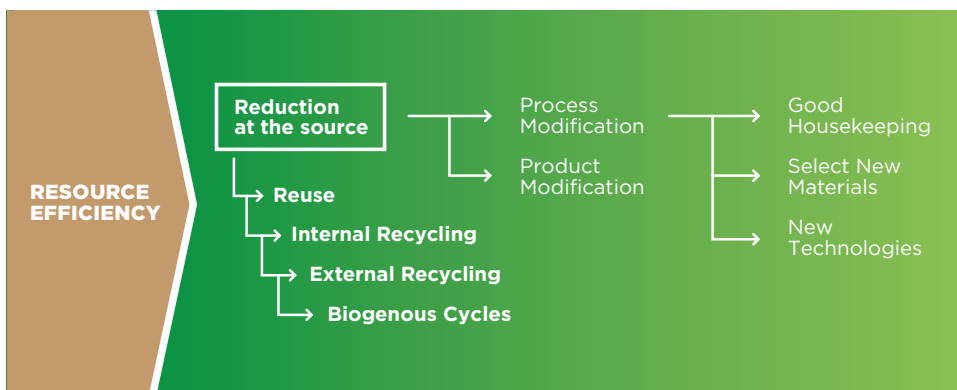 RESOURCE
EFFICIENCY
Reduction
at the source
Reuse
Internal Recycling
External Recycling
Biogenous Cycles
Process
Modification
Product
Modification
Good
Housekeeping
Select New
Materials
New
Technologies